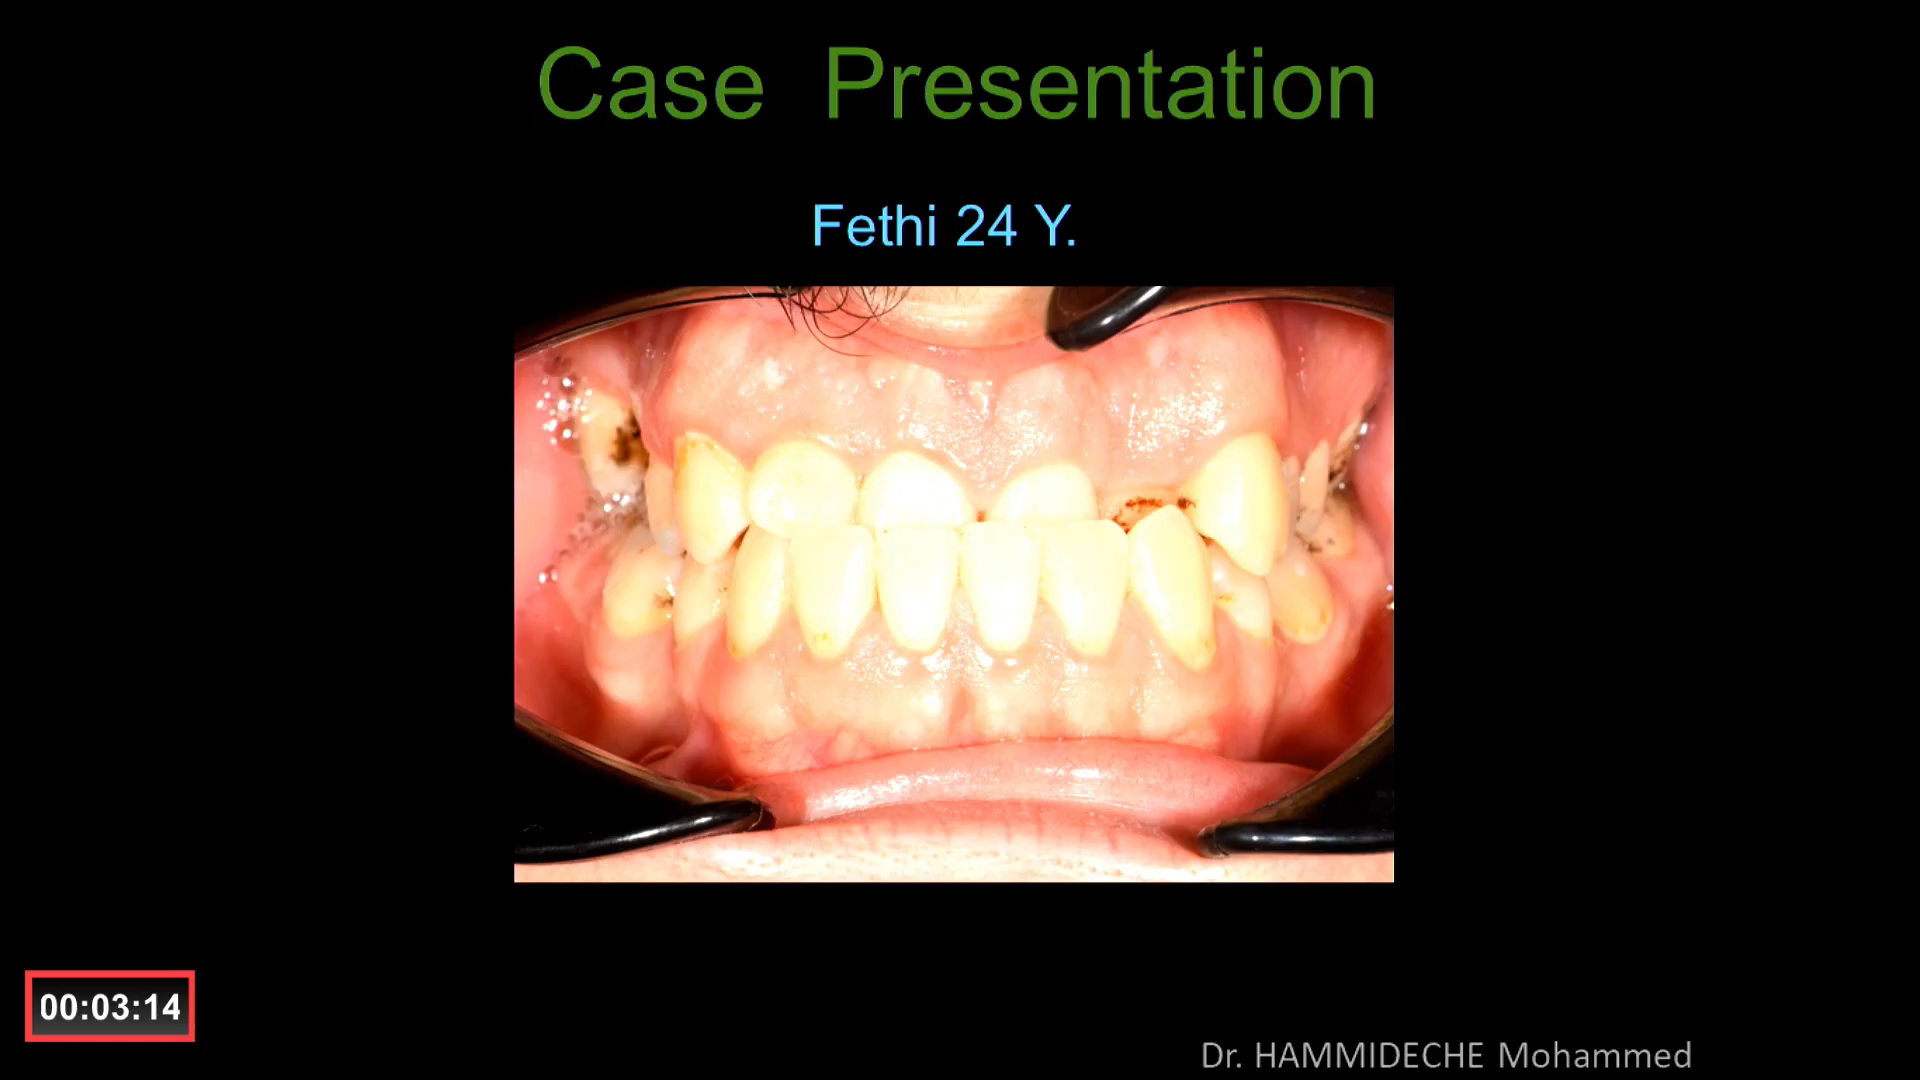 Case Presentation
Fethi 24 Y.
00:03:14
Dr. HAMMIDECHE Mohammed